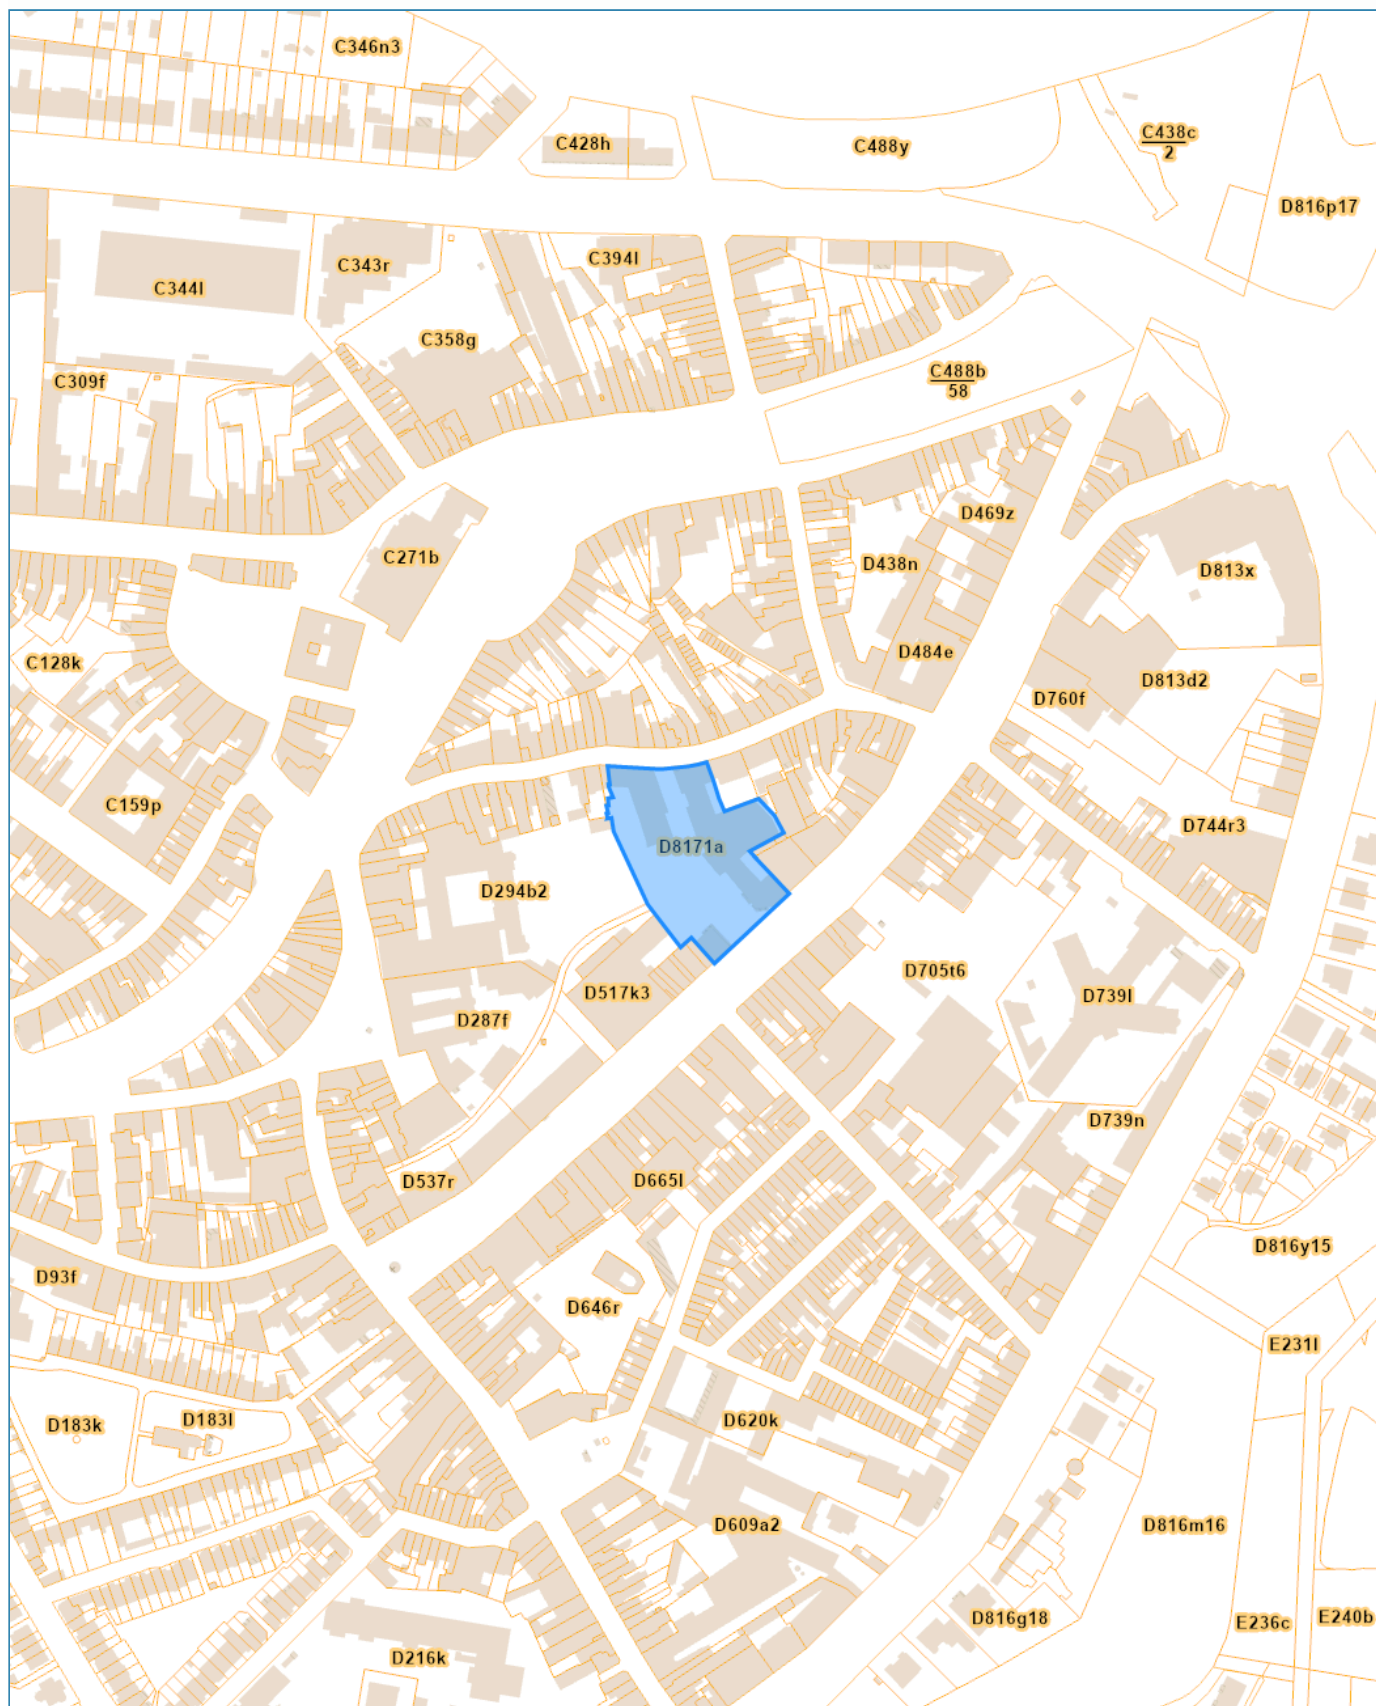 C346n3
C428h
C488y
C438c
2
D816p17
C343r
C394l
C344l
C358g
C309f
C488b
58
D469z
C271b
D438n
D813x
C128k
D484e
D813d2
D760f
C159p
D744r3
D8171a
D294b2
D705t6
D517k3
D739l
D287f
D739n
D537r
D665l
D816y15
D93f
D646r
E231l
D183k
D183l
D620k
D609a2
D816m16
D816g18
E236c
E240b
D216k